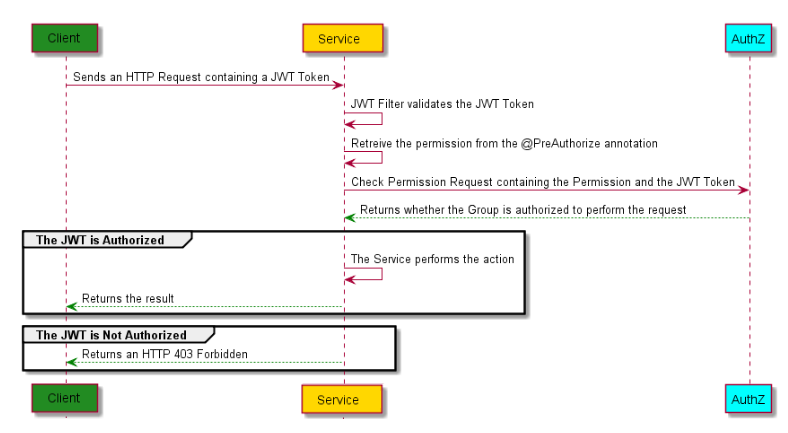 Client Service AuthZ
Sends an HTTP Request containing a JWT Token
JWT Filter validates the JWT Token
Retreive the permission from the @PreAuthorize annotation
Check Permission Request containing the Permission and the JWT Token
Returns whether the Group is authorized to perform the request
The JWT is Authorized
The Service performs the action
Returns the result
The JWT is Not Authorized
Returns an HTTP 403 Forbidden
Client Service AuthZ